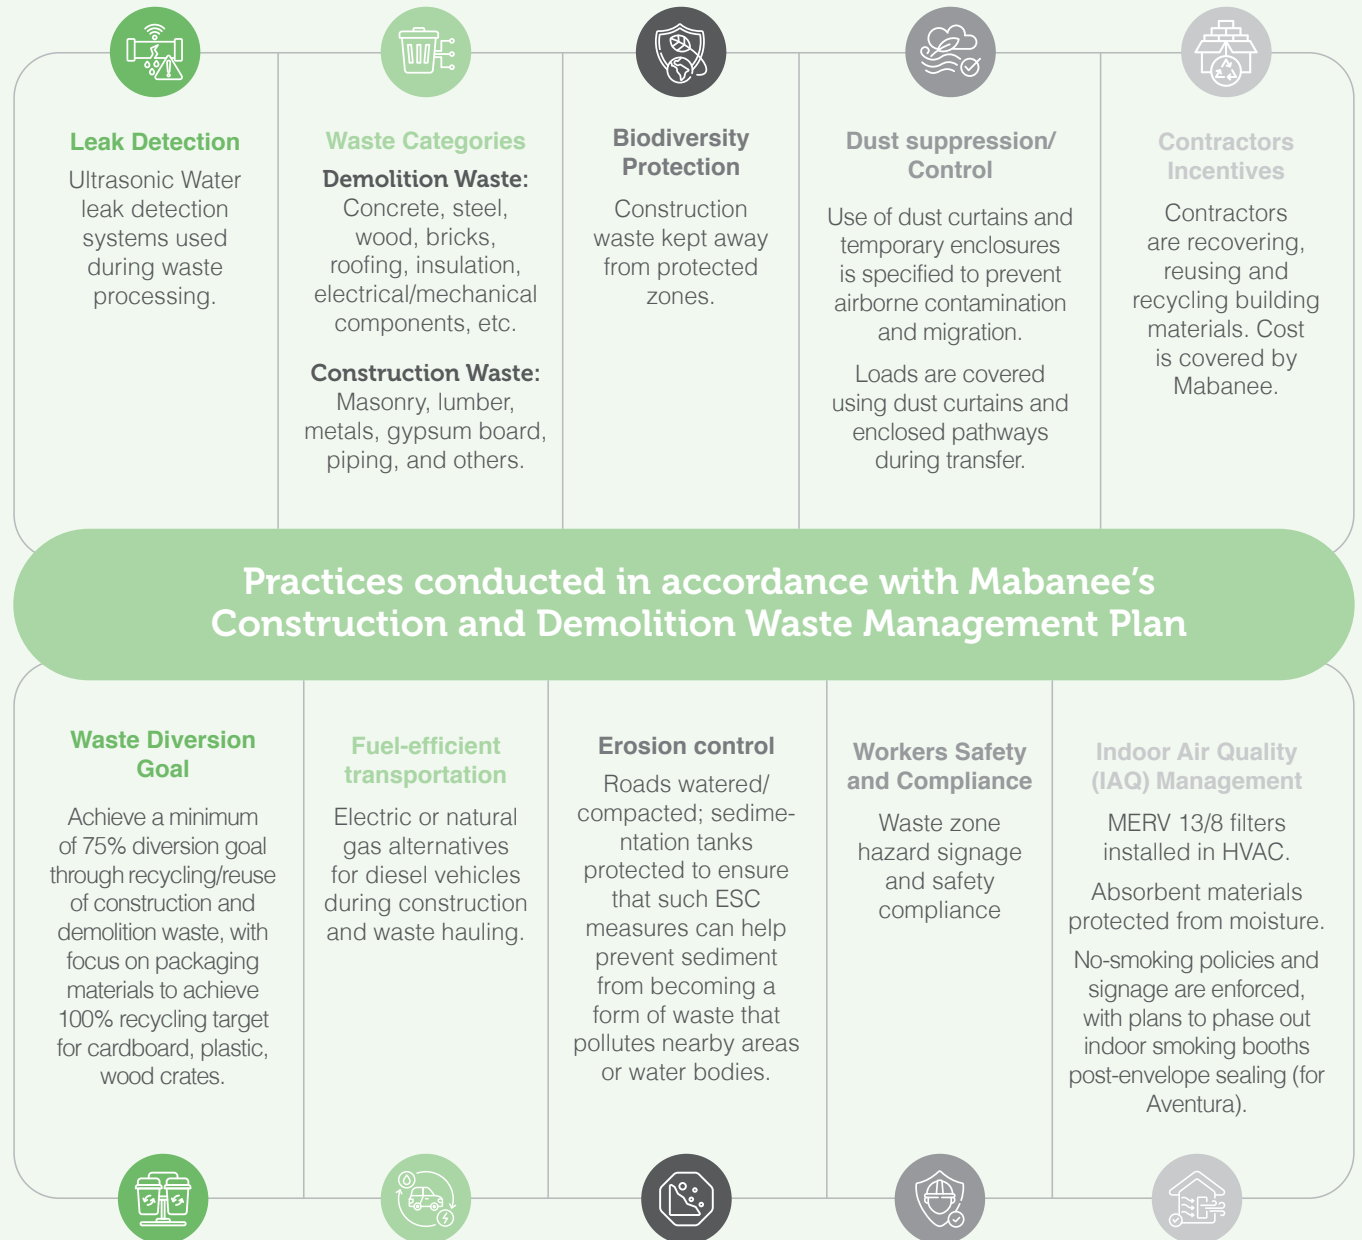 Leak Detection
Ultrasonic Water
leak detection
systems used
during waste
processing.
Waste Categories
Demolition Waste:
Concrete, steel,
wood, bricks,
roofing, insulation,
electrical/mechanical
components, etc.
Construction Waste:
Masonry, lumber,
metals, gypsum board,
piping, and others.
Biodiversity
Protection
Construction
waste kept away
from protected
zones.
Dust suppression/
Control
Use of dust curtains and
temporary enclosures
is specified to prevent
airborne contamination
and migration.
Loads are covered
using dust curtains and
enclosed pathways
during transfer.
Contractors
Incentives
Contractors
are recovering,
reusing and
recycling building
materials. Cost
is covered by
Mabanee.
Practices conducted in accordance with Mabanee’s
Construction and Demolition Waste Management Plan
Waste Diversion
Goal
Achieve a minimum
of 75% diversion goal
through recycling/reuse
of construction and
demolition waste, with
focus on packaging
materials to achieve
100% recycling target
for cardboard, plastic,
wood crates.
Fuel-efficient
transportation
Electric or natural
gas alternatives
for diesel vehicles
during construction
and waste hauling.
Erosion control
Roads watered/
compacted; sedime-
ntation tanks
protected to ensure
that such ESC
measures can help
prevent sediment
from becoming a
form of waste that
pollutes nearby areas
or water bodies.
Workers Safety
and Compliance
Waste zone
hazard signage
and safety
compliance
Indoor Air Quality
(IAQ) Management
MERV 13/8 filters
installed in HVAC.
Absorbent materials
protected from moisture.
No-smoking policies and
signage are enforced,
with plans to phase out
indoor smoking booths
post-envelope sealing (for
Aventura).